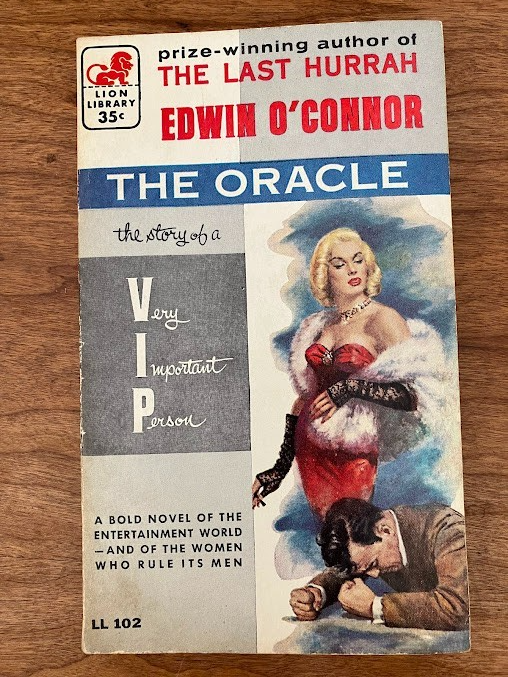 LION
LIBRARY
35¢
prize-winning author of
THE LAST HURRAH
EDWIN O'CONNOR
THE ORACLE
the story of a
Very
Important
Person
A BOLD NOVEL OF THE
ENTERTAINMENT WORLD
—AND OF THE WOMEN
WHO RULE ITS MEN
LL 102